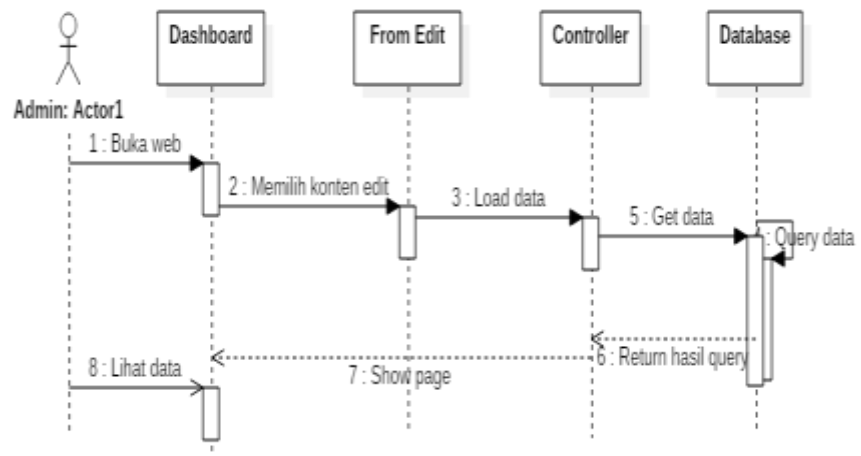 Dashboard
From Edit
Controller
Database
Admin: Actor1
1 : Buka web
2 : Memilih konten edit
3 : Load data
5 : Get data
: Query data
6 : Return hasil query
7 : Show page
8 : Lihat data